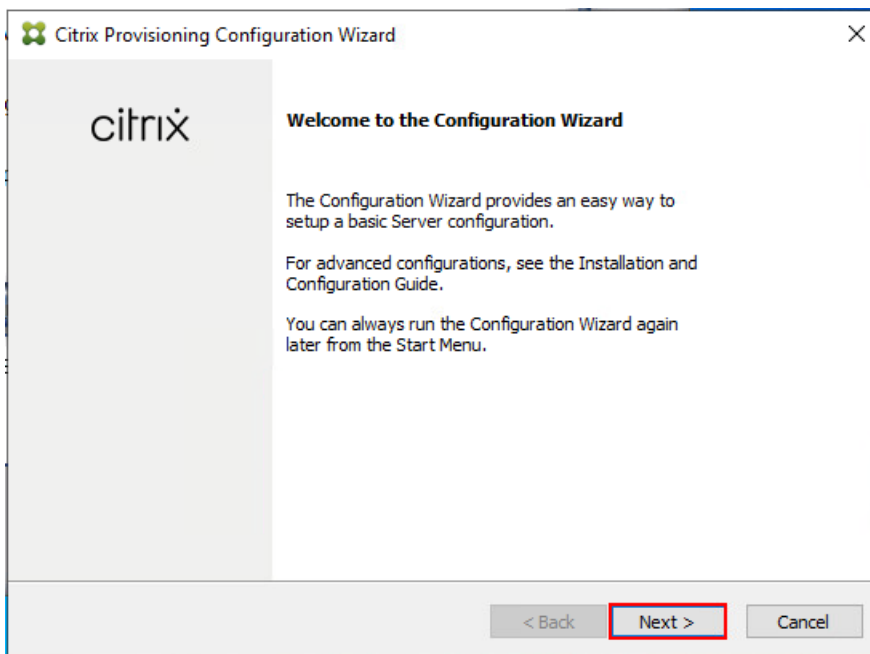 Citrix Provisioning Configuration Wizard
citrix
Welcome to the Configuration Wizard
The Configuration Wizard provides an easy way to
setup a basic Server configuration.
For advanced configurations, see the Installation and
Configuration Guide.
You can always run the Configuration Wizard again
later from the Start Menu.
< Back
Next >
Cancel